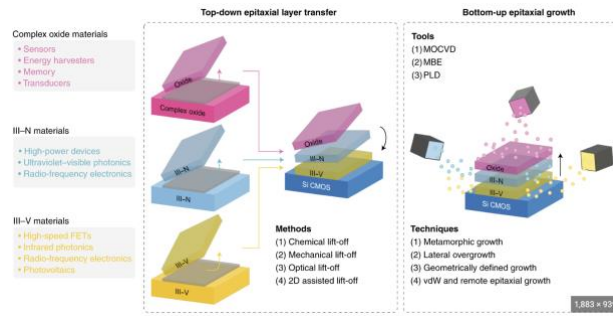 Top-down epitaxial layer transfer
Bottom-up epitaxial growth
Complex oxide materials
• Sensors
• Energy harvesters
• Memory
• Transducers
III–N materials
• High-power devices
• Ultraviolet–visible photonics
• Radio-frequency electronics
III–V materials
• High-speed FETs
• Infrared photonics
• Radio-frequency electronics
• Photovoltaics
Oxide
Complex oxide
III–N
III–N
III–V
III–V
Oxide
III–N
III–V
Si CMOS
Methods
(1) Chemical lift-off
(2) Mechanical lift-off
(3) Optical lift-off
(4) 2D assisted lift-off
Tools
(1) MOCVD
(2) MBE
(3) PLD
Oxide
III–N
III–V
Si CMOS
Techniques
(1) Metamorphic growth
(2) Lateral overgrowth
(3) Geometrically defined growth
(4) vdW and remote epitaxial growth